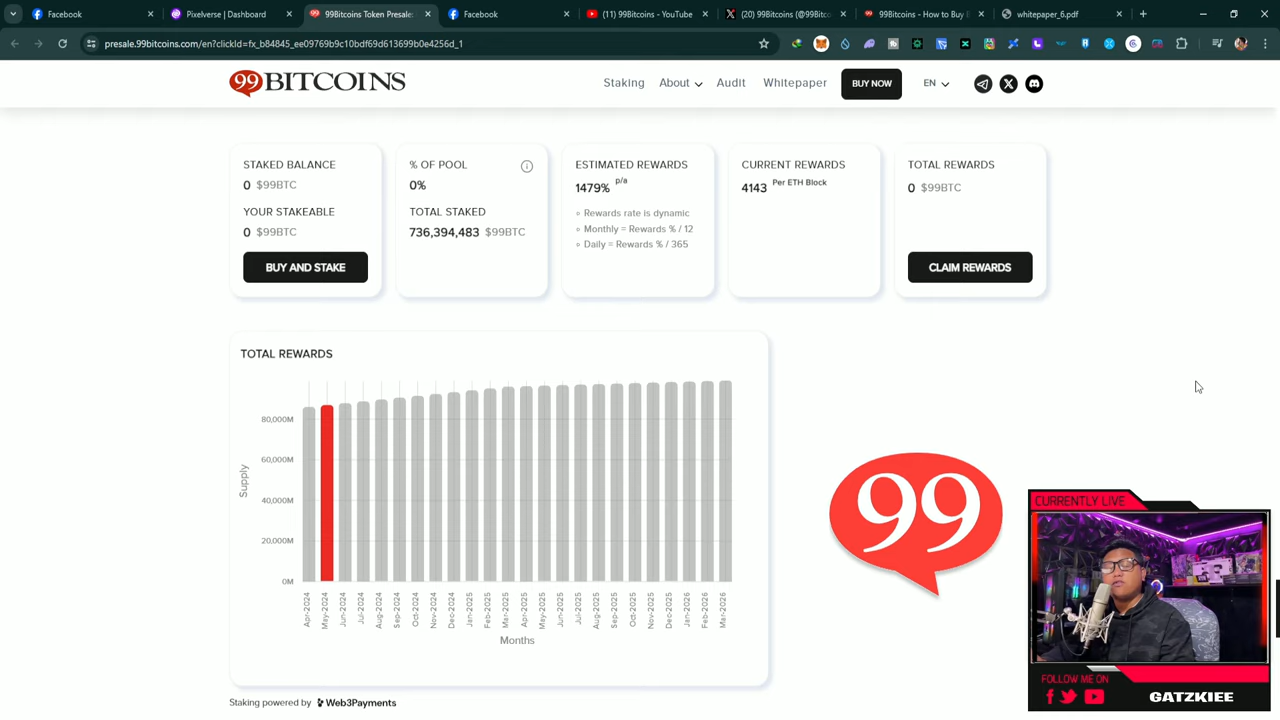 Facebook
Pixelverse | Dashboard
99Bitcoins Token Presale:
Facebook
(11) 99Bitcoins - YouTube
(20) 99Bitcoins (@99Bitc
99Bitcoins - How to Buy B
whitepaper_6.pdf
presale.99bitcoins.com/en?clickId=fx_b84845_ee09769b9c10bdf69d613699b0e4256d_1
99BITCOINS
Staking
About
Audit
Whitepaper
BUY NOW
EN
STAKED BALANCE
0 $99BTC
YOUR STAKEABLE
0 $99BTC
BUY AND STAKE
% OF POOL
0%
TOTAL STAKED
736,394,483 $99BTC
ESTIMATED REWARDS
1479% p/a
Rewards rate is dynamic
Monthly = Rewards % / 12
Daily = Rewards % / 365
CURRENT REWARDS
4143 Per ETH Block
TOTAL REWARDS
0 $99BTC
CLAIM REWARDS
TOTAL REWARDS
80,000M
60,000M
40,000M
20,000M
0M
Supply
Apr-2024
May-2024
Jun-2024
Jul-2024
Aug-2024
Sep-2024
Oct-2024
Nov-2024
Dec-2024
Jan-2025
Feb-2025
Mar-2025
Apr-2025
May-2025
Jun-2025
Jul-2025
Aug-2025
Sep-2025
Oct-2025
Nov-2025
Dec-2025
Jan-2026
Feb-2026
Mar-2026
Months
99
Staking powered by Web3Payments
CURRENTLY LIVE
FOLLOW ME ON
GATZKIEE